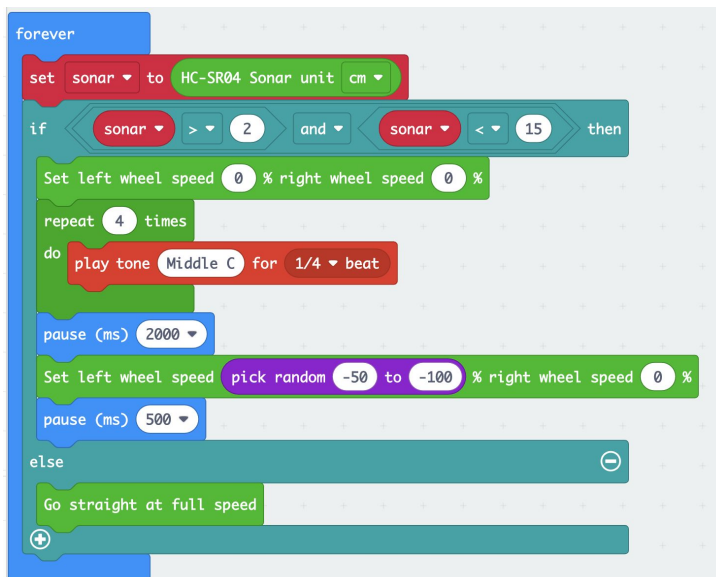 forever
set sonar to HC-SR04 Sonar unit cm
if sonar > 2 and sonar < 15 then
Set left wheel speed 0 % right wheel speed 0 %
repeat 4 times
do play tone Middle C for 1/4 beat
pause (ms) 2000
Set left wheel speed pick random -50 to -100 % right wheel speed 0 %
pause (ms) 500
else
Go straight at full speed